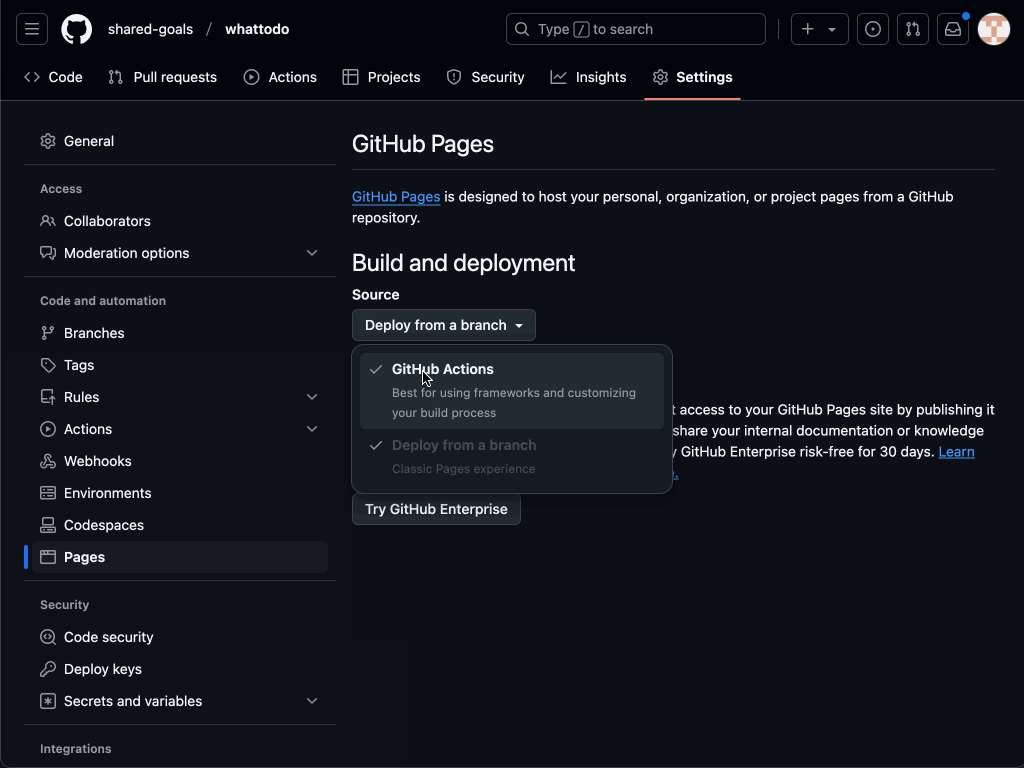 shared-goals / whattodo
Type / to search
Code
Pull requests
Actions
Projects
Security
Insights
Settings
General
Access
Collaborators
Moderation options
Code and automation
Branches
Tags
Rules
Actions
Webhooks
Environments
Codespaces
Pages
Security
Code security
Deploy keys
Secrets and variables
Integrations
GitHub Pages
GitHub Pages is designed to host your personal, organization, or project pages from a GitHub
repository.
Build and deployment
Source
Deploy from a branch
GitHub Actions
Best for using frameworks and customizing
your build process
Deploy from a branch
Classic Pages experience
access to your GitHub Pages site by publishing it
share your internal documentation or knowledge
GitHub Enterprise risk-free for 30 days. Learn
Try GitHub Enterprise